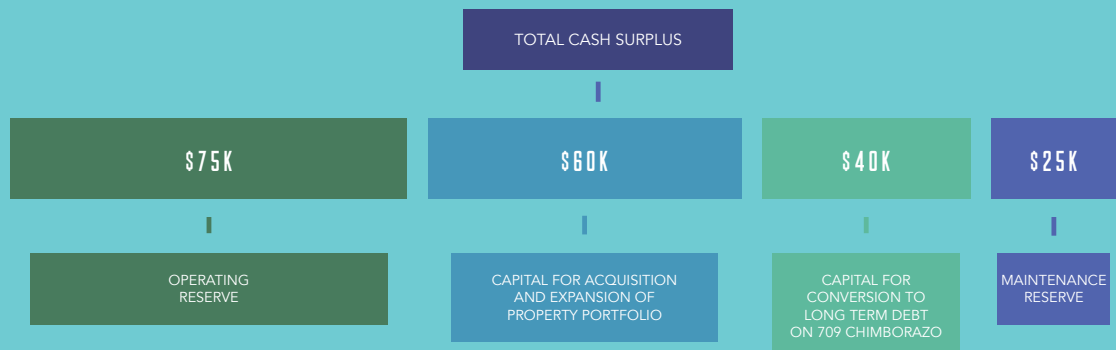 TOTAL CASH SURPLUS
$75K
$60K
$40K
$25K
OPERATING
RESERVE
CAPITAL FOR ACQUISITION
AND EXPANSION OF
PROPERTY PORTFOLIO
CAPITAL FOR
CONVERSION TO
LONG TERM DEBT
ON 709 CHIMBORAZO
MAINTENANCE
RESERVE